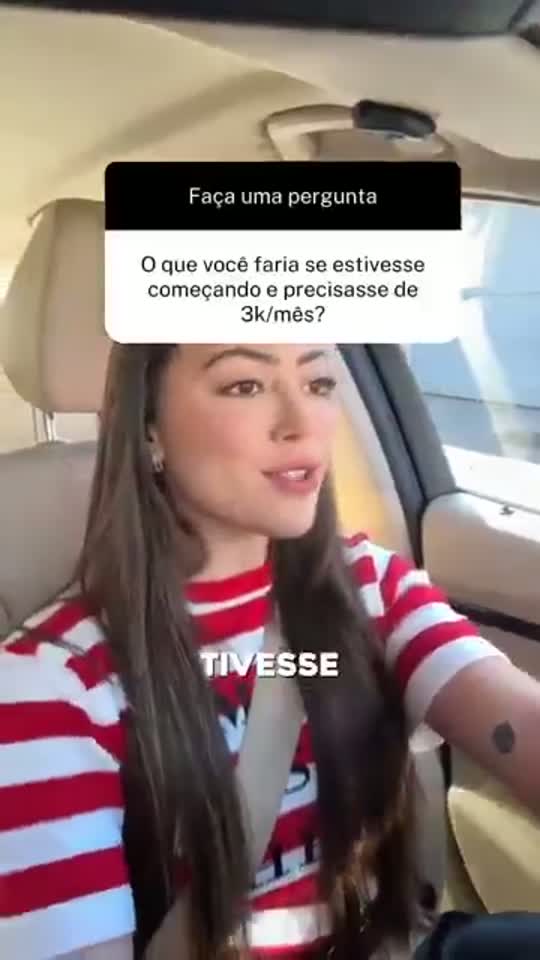 Faça uma pergunta
O que você faria se estivesse
começando e precisasse de
3k/mês?
TIVESSE